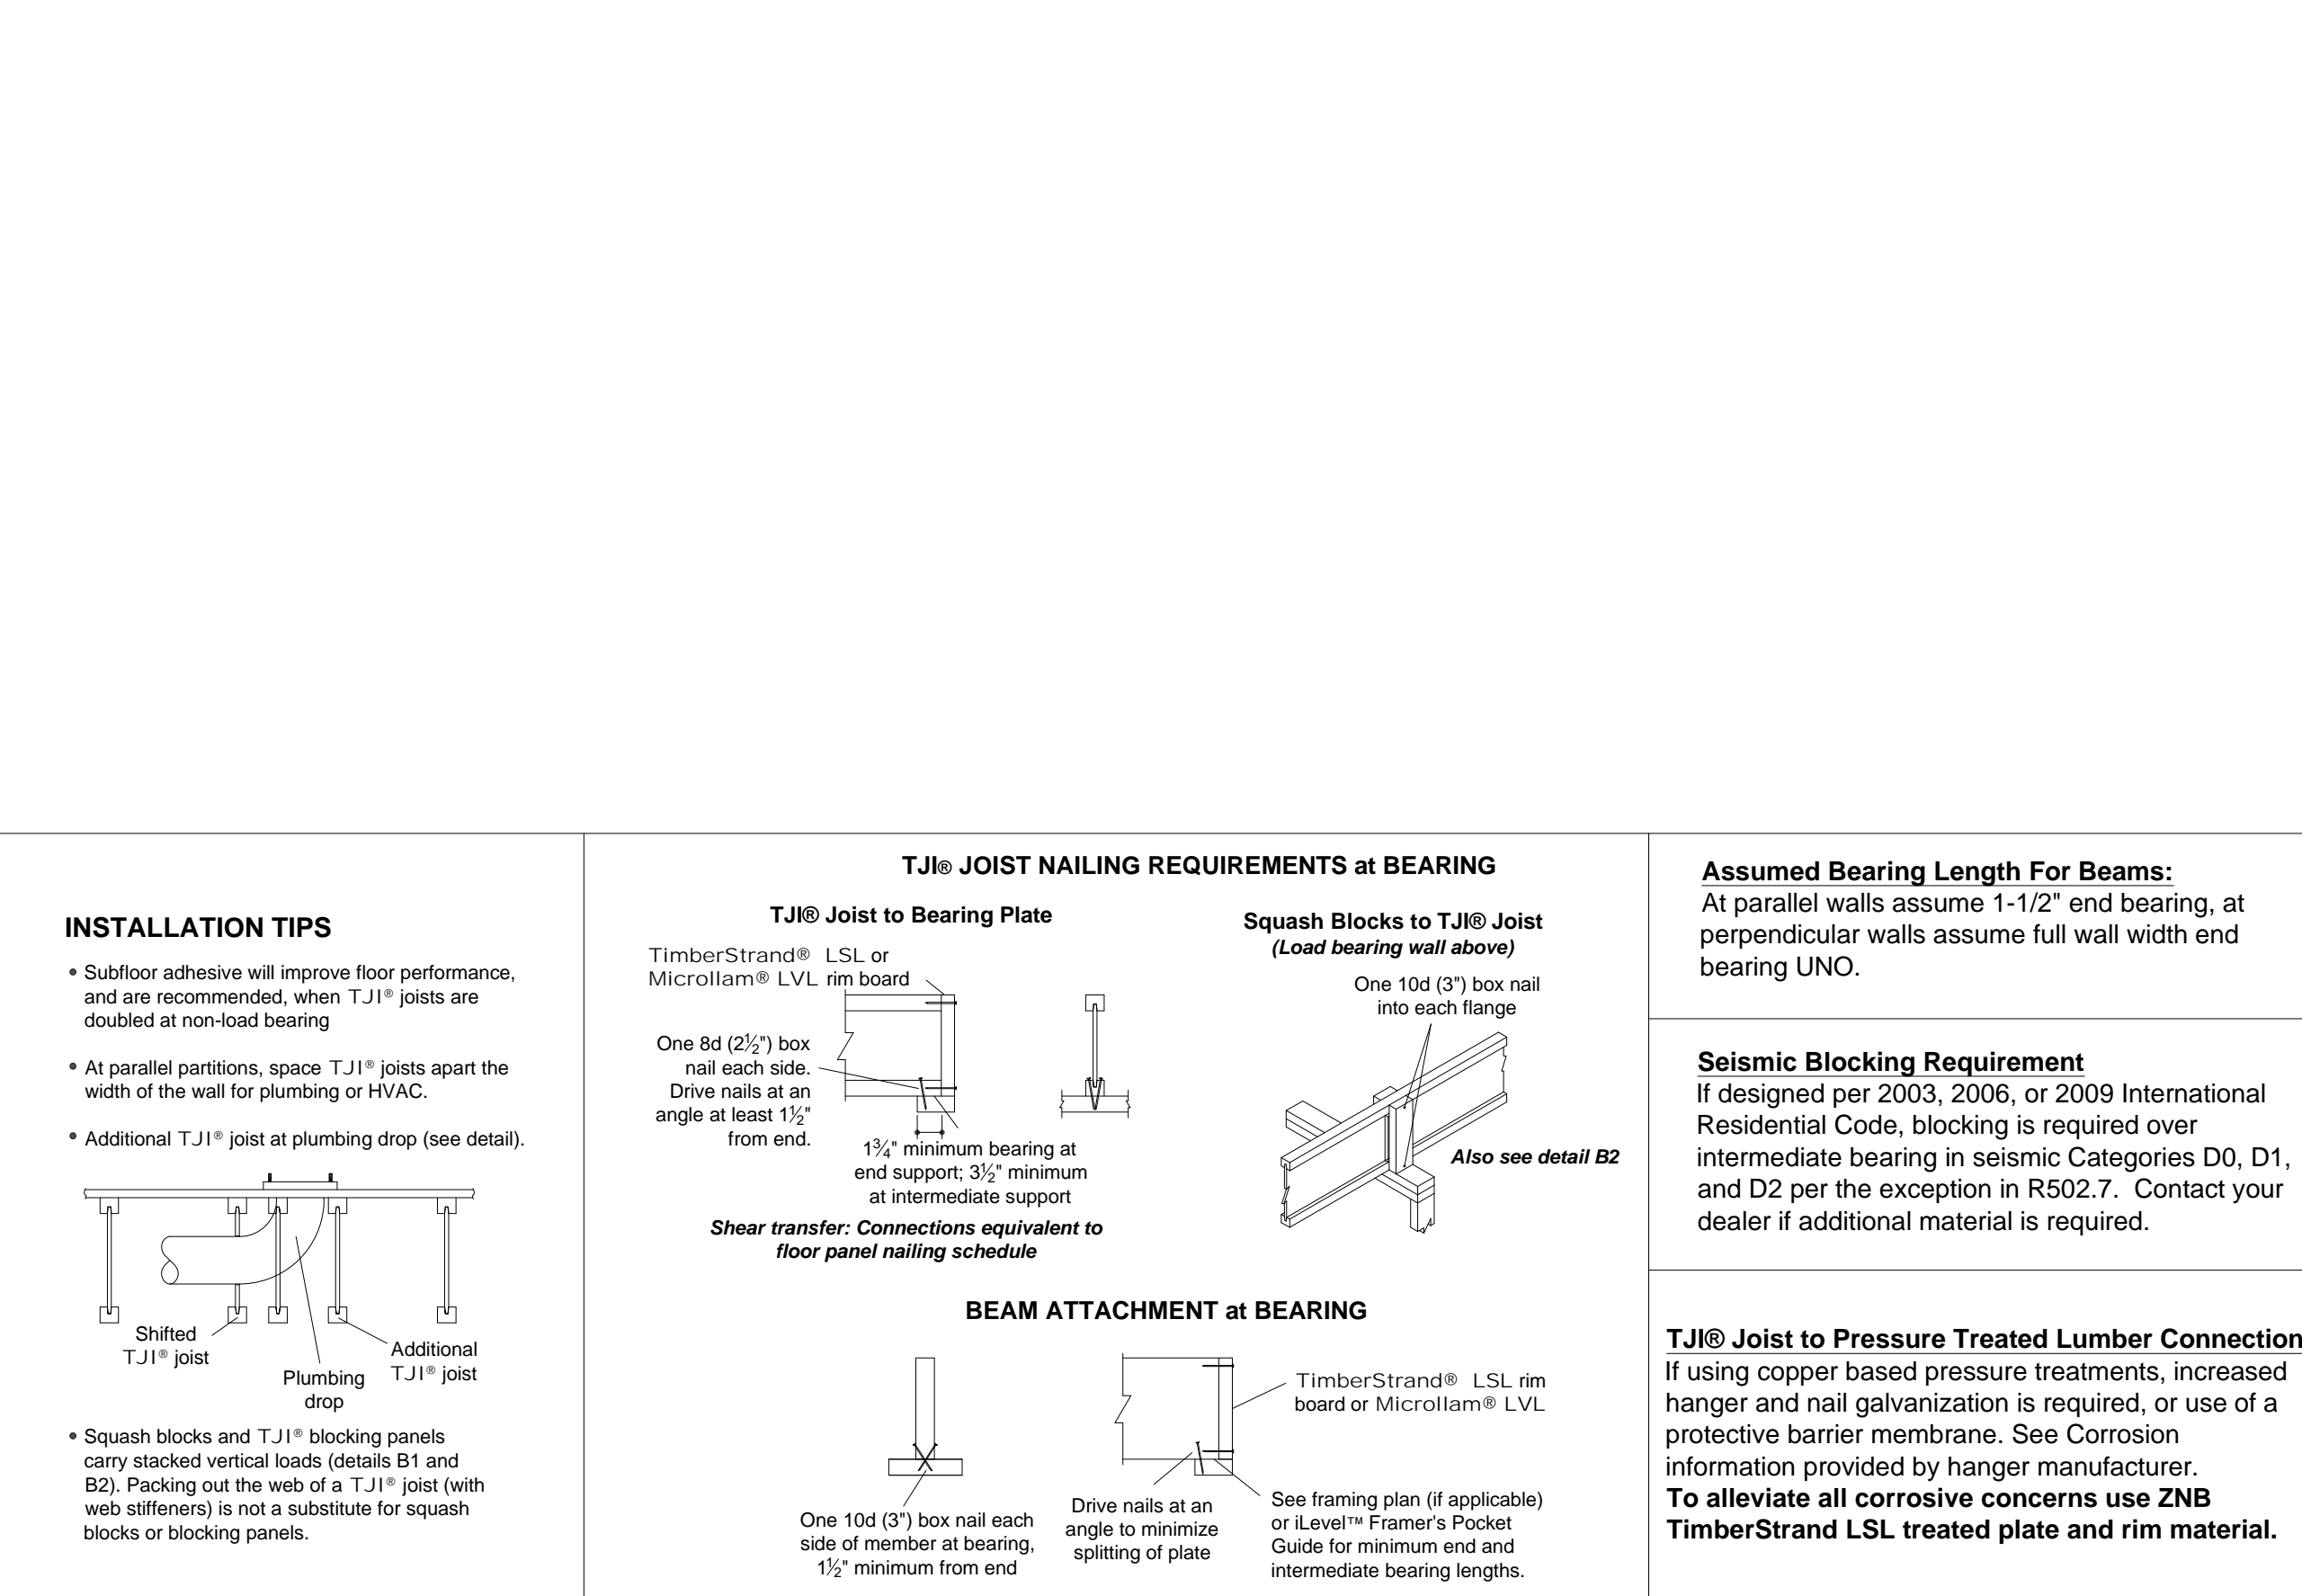 INSTALLATION TIPS
• Subfloor adhesive will improve floor performance,
and are recommended, when TJI® joists are
doubled at non-load bearing
• At parallel partitions, space TJI® joists apart the
width of the wall for plumbing or HVAC.
• Additional TJI® joist at plumbing drop (see detail).
Shifted
TJI® joist
Plumbing
drop
Additional
TJI® joist
• Squash blocks and TJI® blocking panels
carry stacked vertical loads (details B1 and
B2). Packing out the web of a TJI® joist (with
web stiffeners) is not a substitute for squash
blocks or blocking panels.
TJI® JOIST NAILING REQUIREMENTS at BEARING
TJI® Joist to Bearing Plate
TimberStrand® LSL or
Microllam® LVL rim board
One 8d (2½") box
nail each side.
Drive nails at an
angle at least 1½"
from end.
1¾" minimum bearing at
end support; 3½" minimum
at intermediate support
Shear transfer: Connections equivalent to
floor panel nailing schedule
Squash Blocks to TJI® Joist
(Load bearing wall above)
One 10d (3") box nail
into each flange
Also see detail B2
BEAM ATTACHMENT at BEARING
One 10d (3") box nail each
side of member at bearing,
1½" minimum from end
Drive nails at an
angle to minimize
splitting of plate
TimberStrand® LSL rim
board or Microllam® LVL
See framing plan (if applicable)
or iLevel™ Framer's Pocket
Guide for minimum end and
intermediate bearing lengths.
Assumed Bearing Length For Beams:
At parallel walls assume 1-1/2" end bearing, at
perpendicular walls assume full wall width end
bearing UNO.
Seismic Blocking Requirement
If designed per 2003, 2006, or 2009 International
Residential Code, blocking is required over
intermediate bearing in seismic Categories D0, D1,
and D2 per the exception in R502.7. Contact your
dealer if additional material is required.
TJI® Joist to Pressure Treated Lumber Connection
If using copper based pressure treatments, increased
hanger and nail galvanization is required, or use of a
protective barrier membrane. See Corrosion
information provided by hanger manufacturer.
To alleviate all corrosive concerns use ZNB
TimberStrand LSL treated plate and rim material.